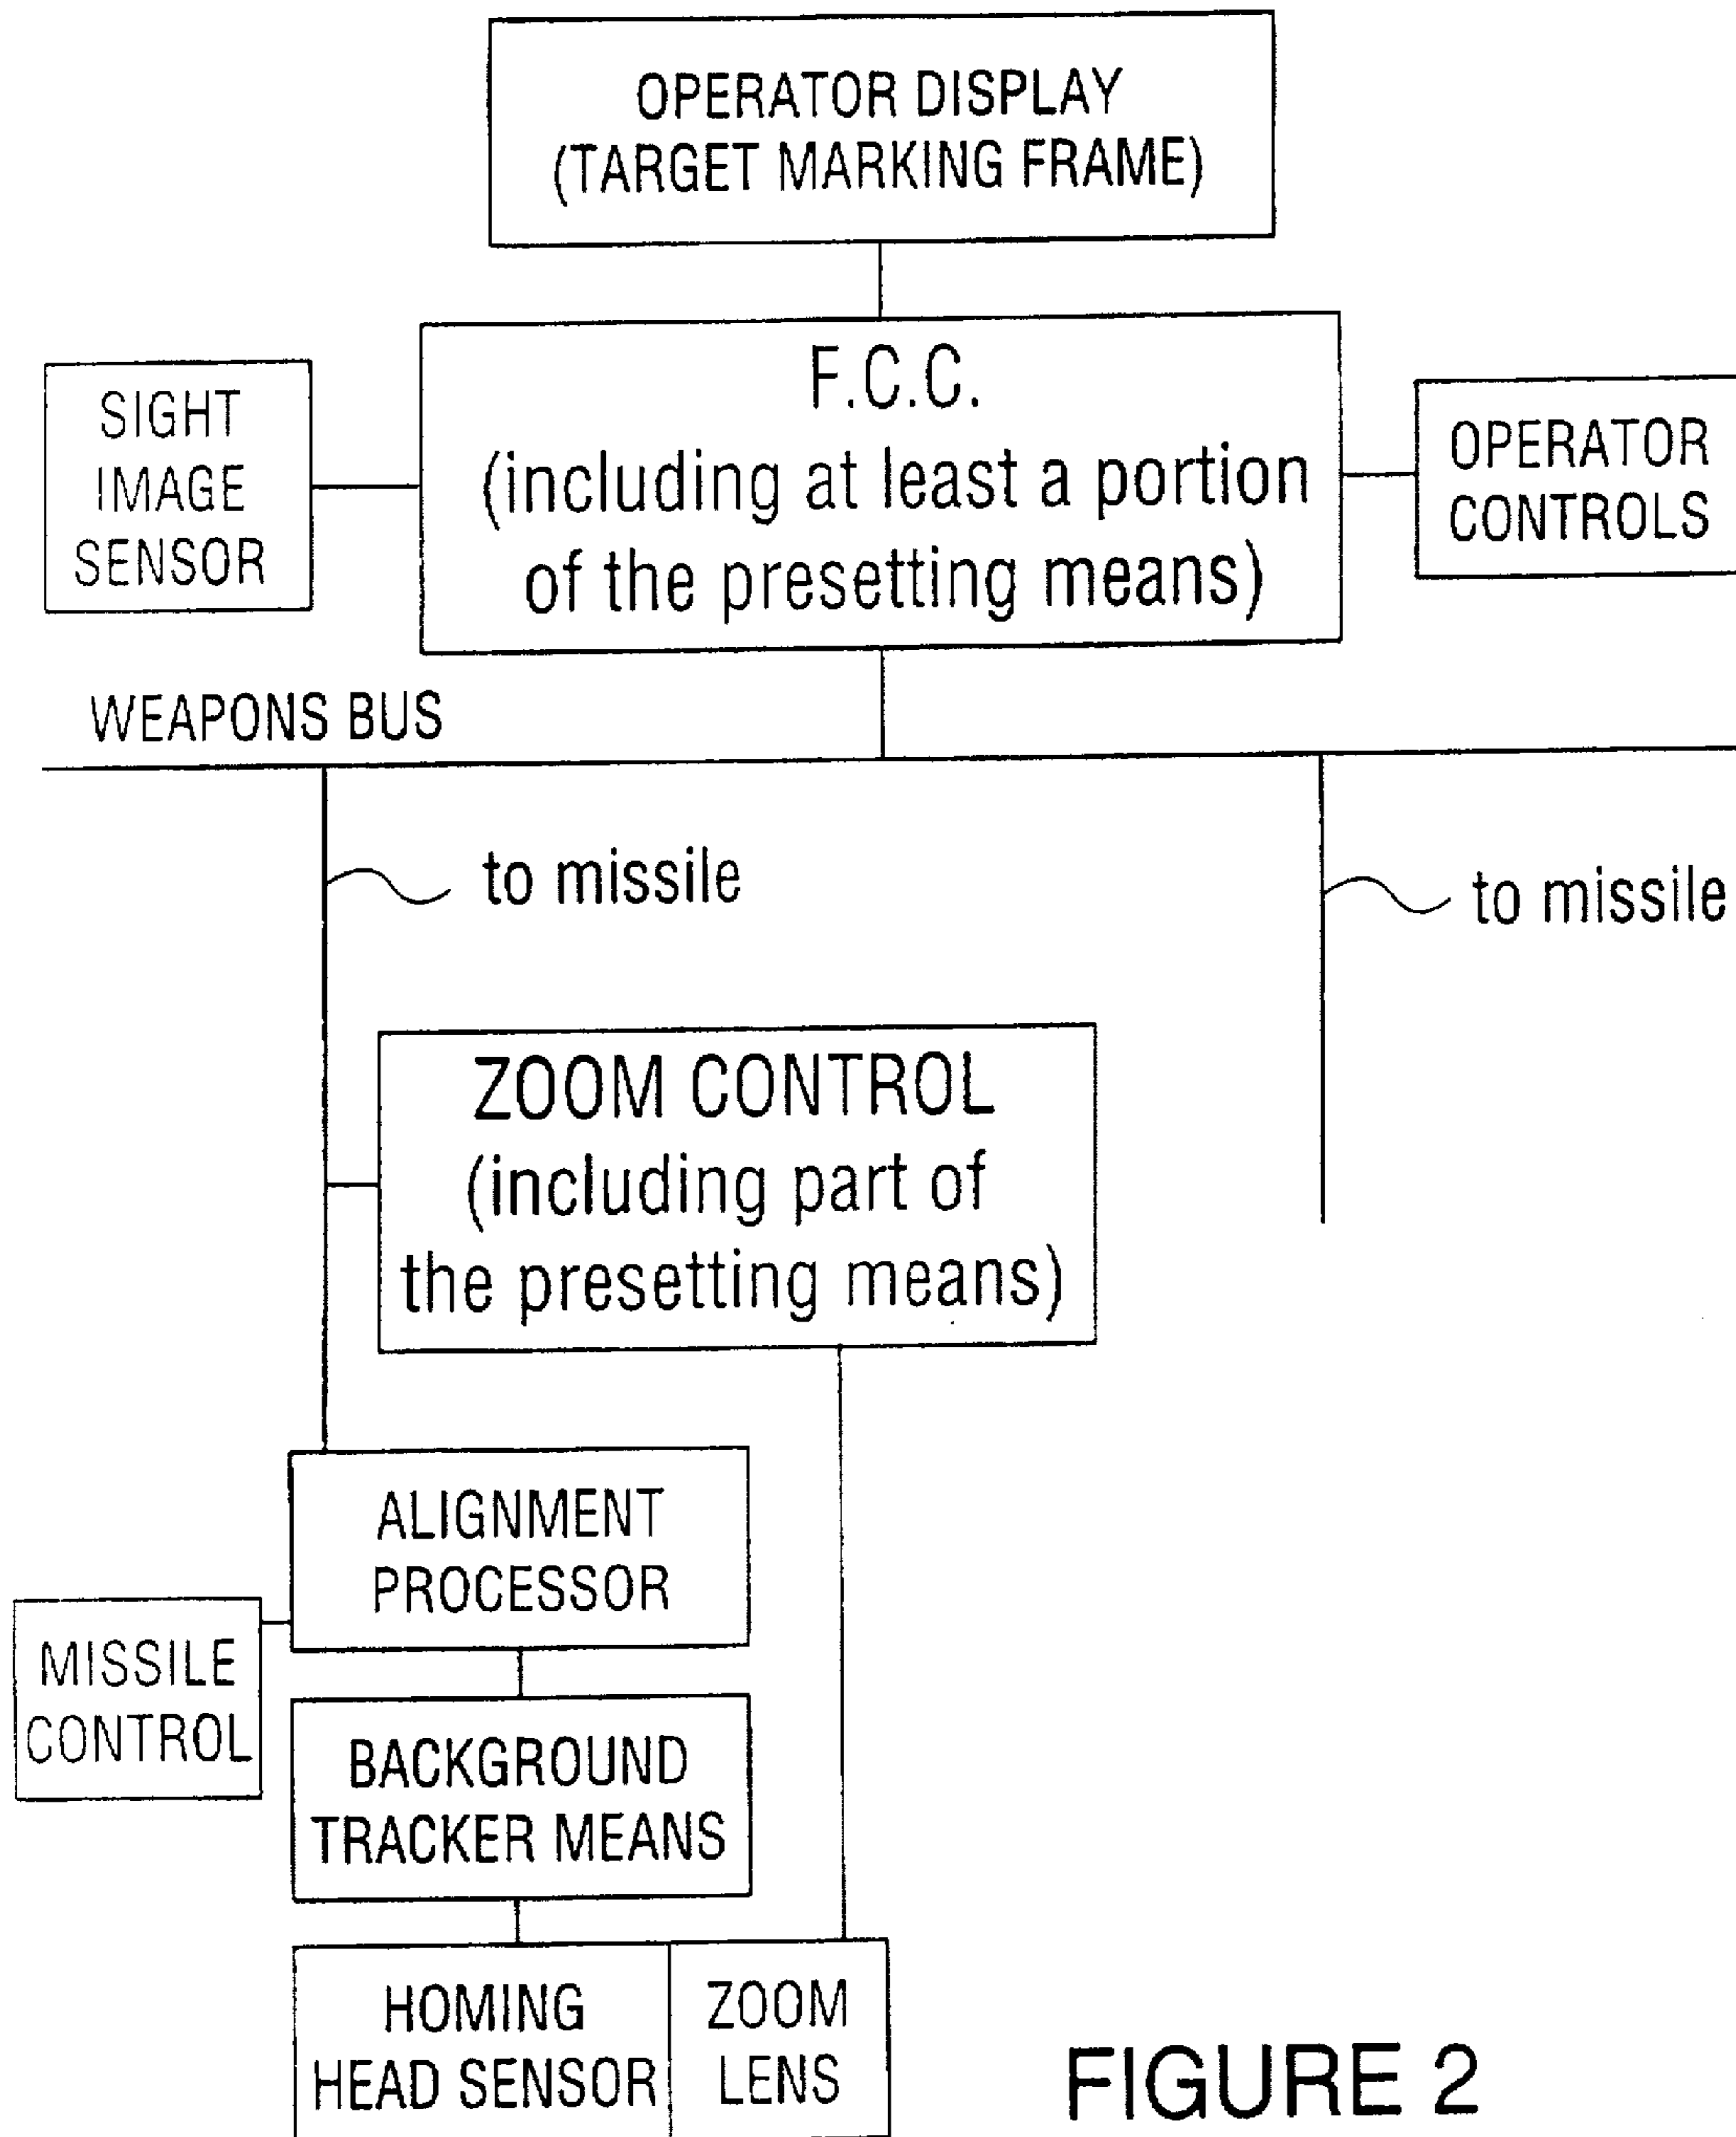 OPERATOR DISPLAY
(TARGET MARKING FRAME)
SIGHT
IMAGE
SENSOR
F.C.C.
(including at least a portion
of the presetting means)
OPERATOR
CONTROLS
WEAPONS BUS
to missile
to missile
ZOOM CONTROL
(including part of
the presetting means)
ALIGNMENT
PROCESSOR
MISSILE
CONTROL
BACKGROUND
TRACKER MEANS
HOMING
HEAD SENSOR
ZOOM
LENS
FIGURE 2